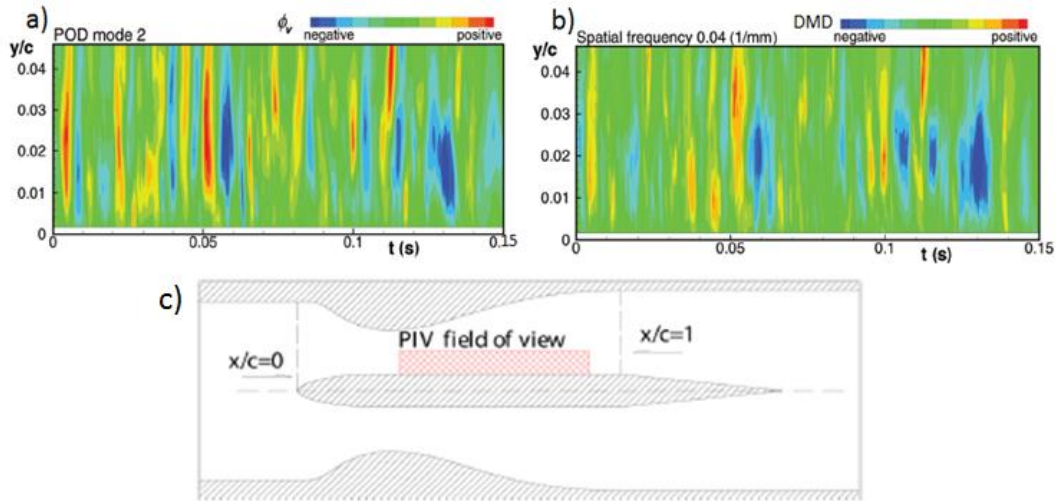 a)
ϕv
negative positive
y/c POD mode 2
0.04
0.03
0.02
0.01
0
0 0.05 0.1 0.15
t (s)
b)
DMD
negative positive
y/c Spatial frequency 0.04 (1/mm)
0.04
0.03
0.02
0.01
0
0 0.05 0.1 0.15
t (s)
c)
PIV field of view
x/c=0
x/c=1